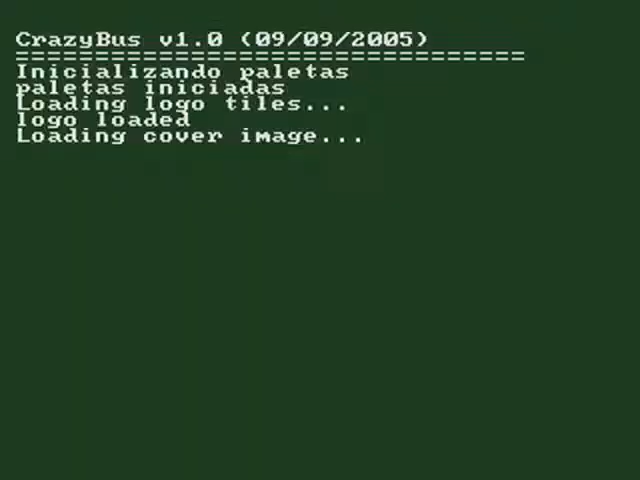 CrazyBus v1.0 (09/09/2005)
================================
Inicializando paletas
paletas iniciadas
Loading logo tiles...
logo loaded
Loading cover image...